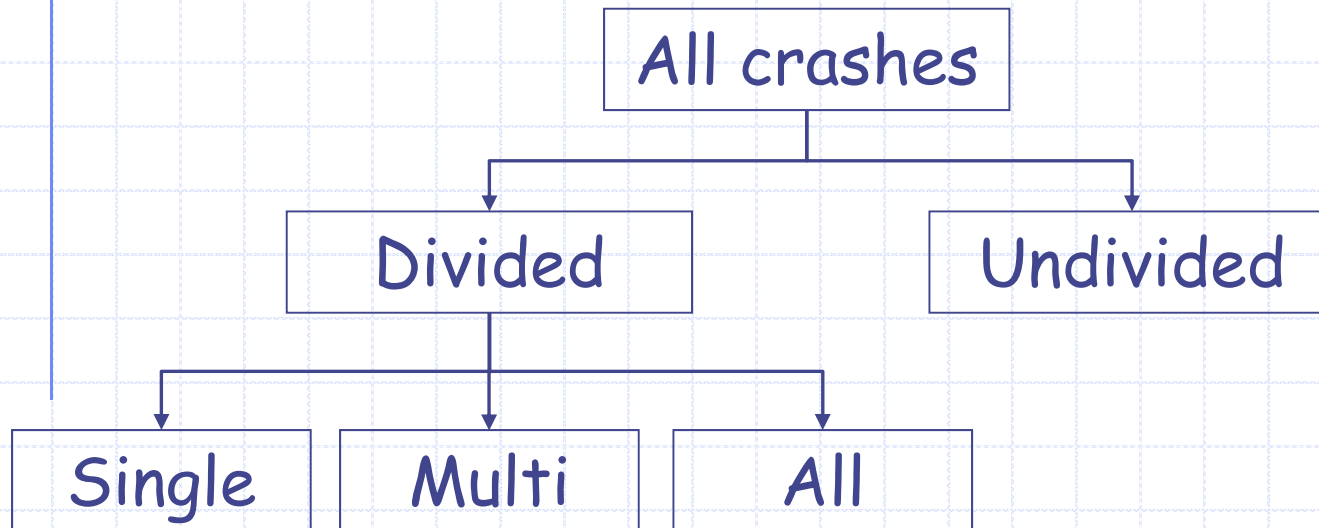 All crashes
Divided
Undivided
Single
Multi
All